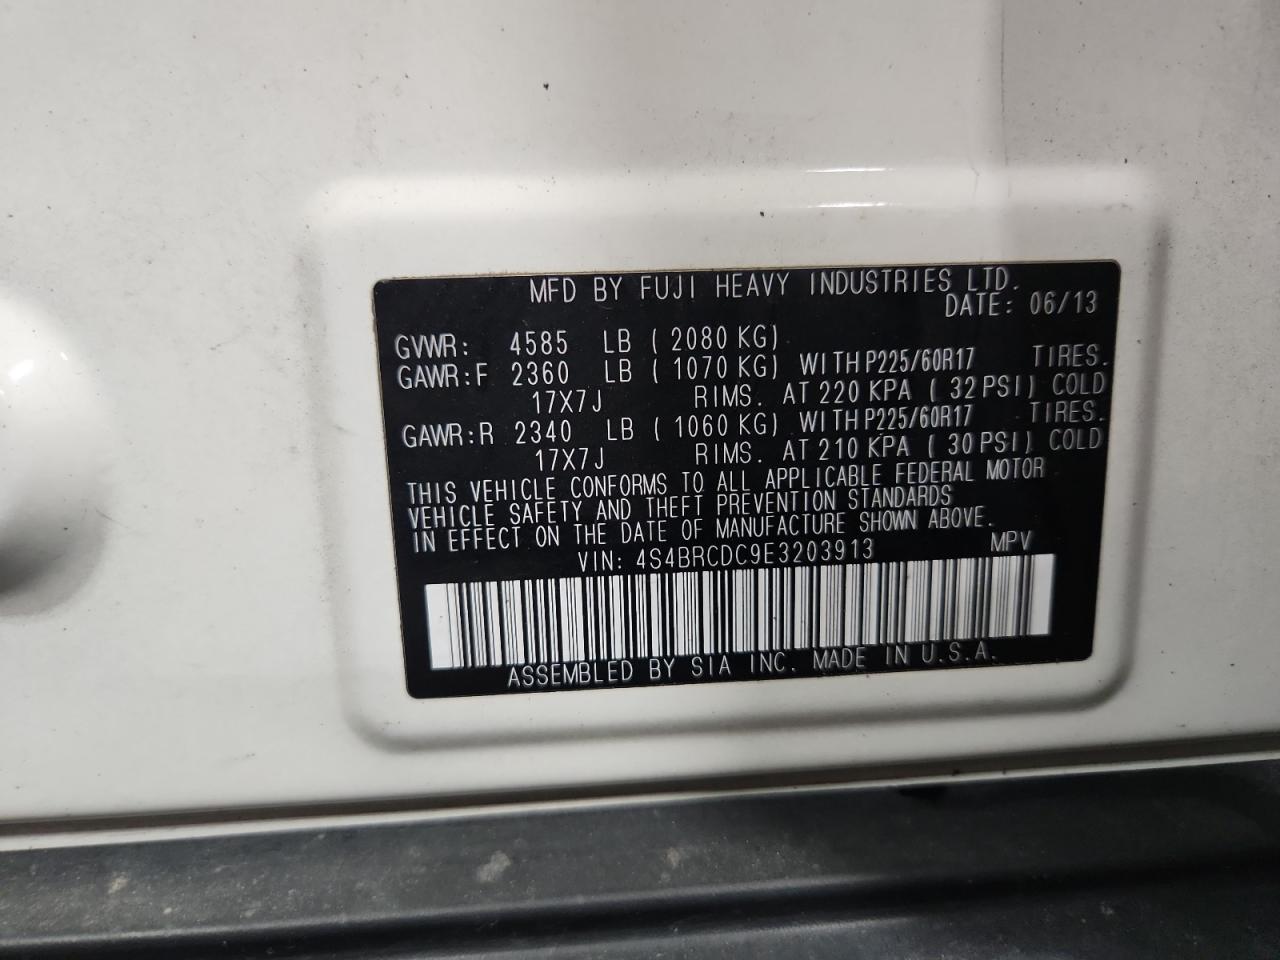 MFD BY FUJI HEAVY INDUSTRIES LTD.
DATE: 06/13
GVWR: 4585 LB ( 2080 KG)
GAWR:F 2360 LB ( 1070 KG) WITH P225/60R17 TIRES.
17X7J RIMS. AT 220 KPA ( 32 PSI) COLD
GAWR:R 2340 LB ( 1060 KG) WITH P225/60R17 TIRES.
17X7J RIMS. AT 210 KPA ( 30 PSI) COLD
THIS VEHICLE CONFORMS TO ALL APPLICABLE FEDERAL MOTOR
VEHICLE SAFETY AND THEFT PREVENTION STANDARDS
IN EFFECT ON THE DATE OF MANUFACTURE SHOWN ABOVE.
VIN: 4S4BRCDC9E3203913 MPV
ASSEMBLED BY SIA INC. MADE IN U.S.A.